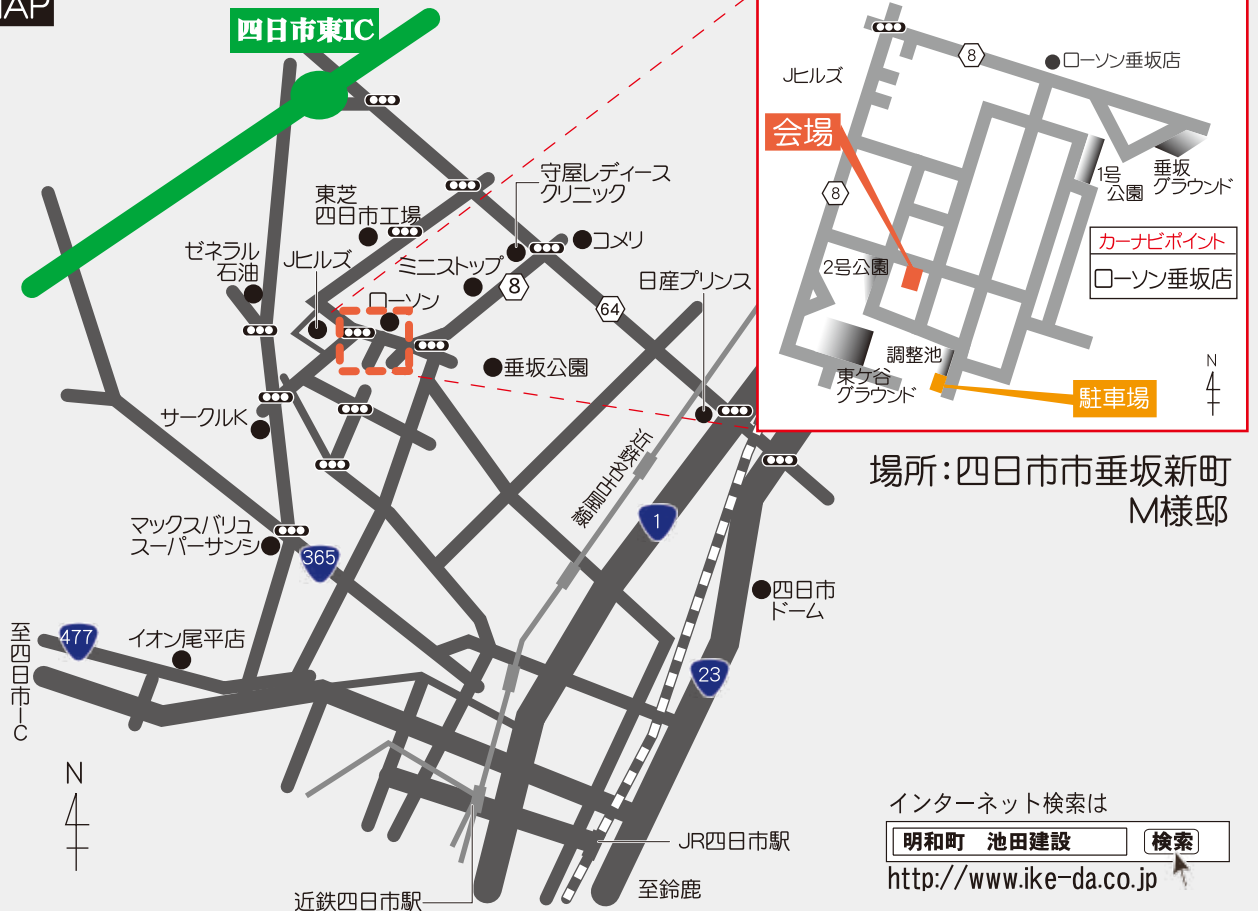 MAP
四日市東IC
守屋レディース
クリニック
東芝
四日市工場
コメリ
ゼネラル
石油
Jヒルズ
ミニストップ
8
ローソン
64
日産プリンス
垂坂公園
サークルK
近鉄名古屋線
マックスバリュ
スーパーサンシ
1
365
四日市
ドーム
至四日市IC
477
イオン尾平店
23
N
JR四日市駅
至鈴鹿
近鉄四日市駅
8
ローソン垂坂店
Jヒルズ
会場
1号
公園
垂坂
グラウンド
8
カーナビポイント
ローソン垂坂店
2号公園
調整池
東ケ谷
グラウンド
駐車場
N
場所:四日市市垂坂新町
M様邸
インターネット検索は
明和町 池田建設 検索
http://www.ike-da.co.jp